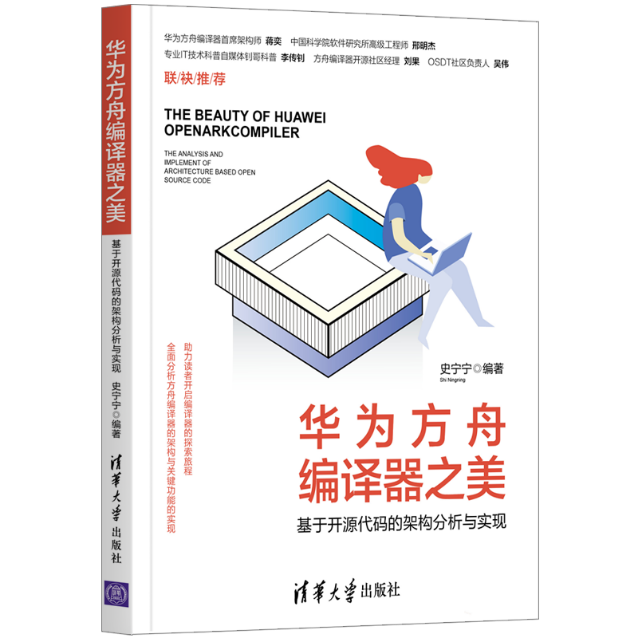 华为方舟编译器首席架构师 蒋奕 中国科学院软件研究所高级工程师 邢明杰
专业IT技术科普自媒体钊哥科普 李传钊 方舟编译器开源社区经理 刘果 OSDT社区负责人 吴伟
联/袂/推/荐
THE BEAUTY OF HUAWEI
OPENARKCOMPILER
THE ANALYSIS AND
IMPLEMENT OF
ARCHITECTURE BASED OPEN
SOURCE CODE
史宁宁◎编著
Shi Ningning
助力读者开启编译器的探索旅程
全面分析方舟编译器的架构与关键功能的实现
华为方舟
编译器之美
基于开源代码的架构分析与实现
清华大学出版社
华为方舟编译器之美
基于开源代码的架构分析与实现
史宁宁◎编著
清华大学出版社